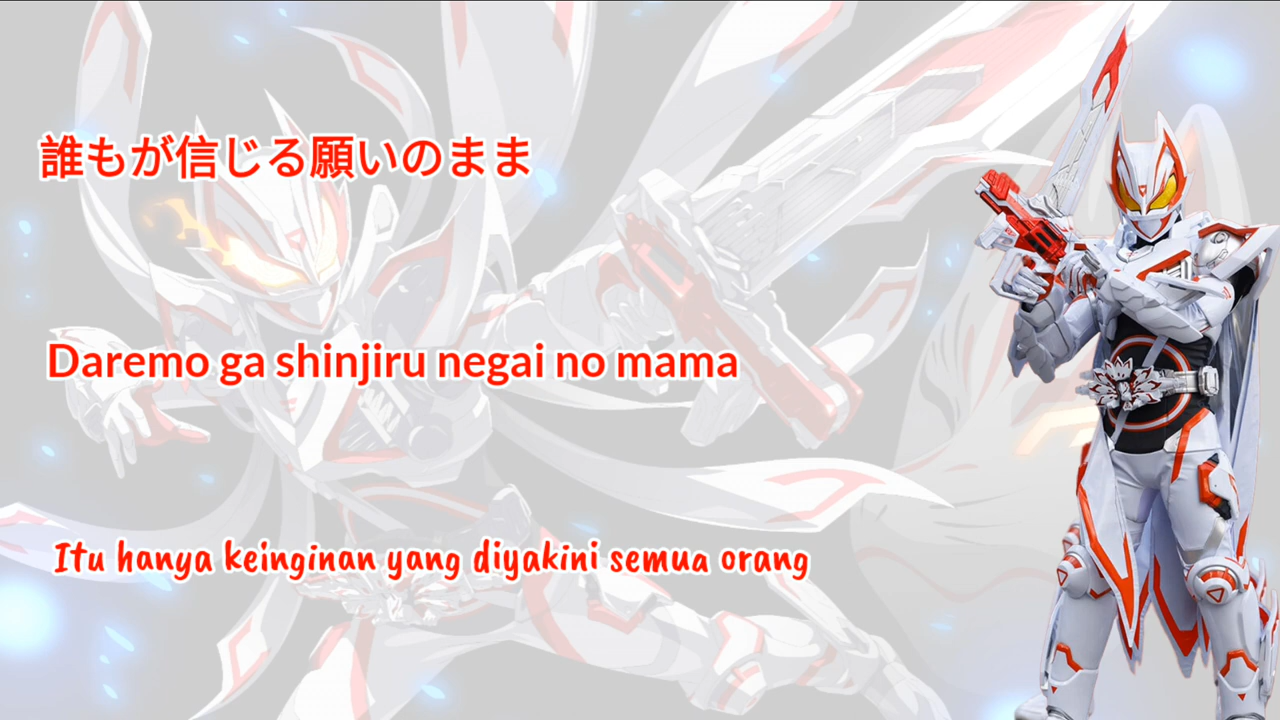 誰もが信じる願いのまま
Daremo ga shinjiru negai no mama
Itu hanya keinginan yang diyakini semua orang